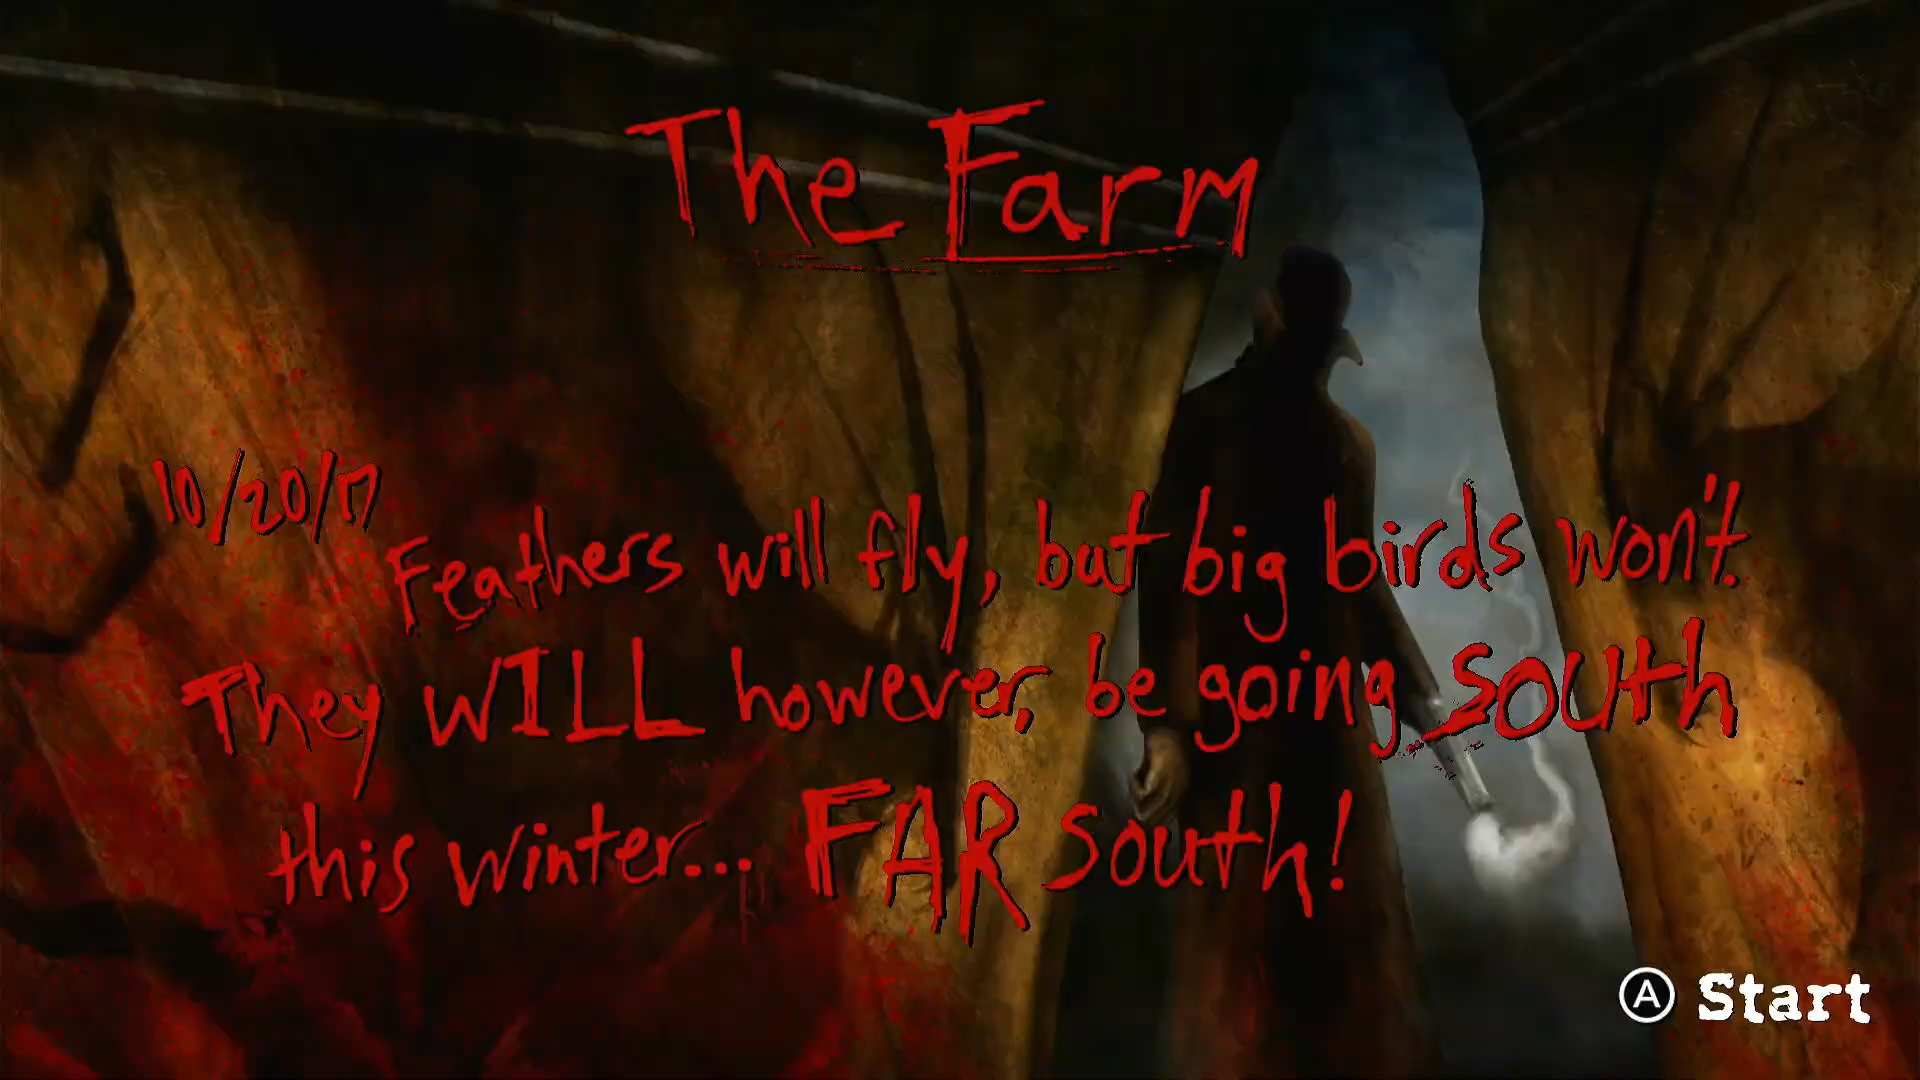 The Farm
10/20/17
Feathers will fly, but big birds won't.
They WILL however, be going South
this winter... FAR south!
A Start